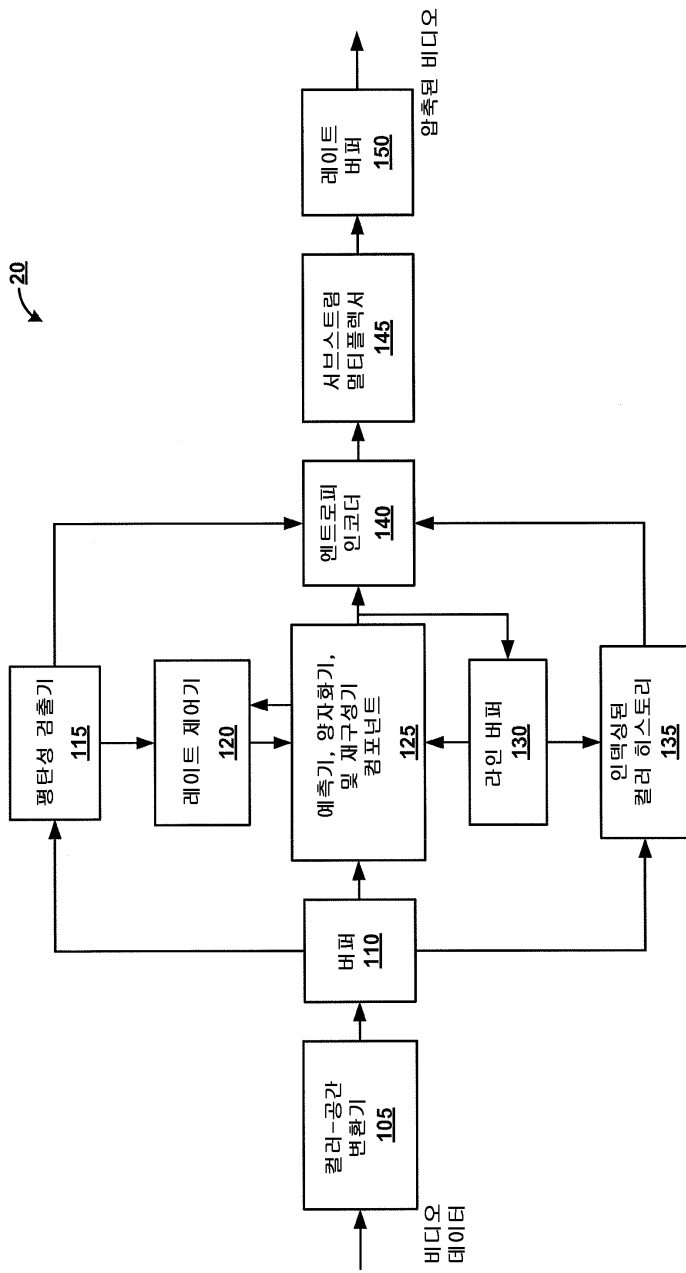 20
비디오
데이터
컬러-공간
변환기
105
버퍼
110
평탄성 검출기
115
레이트 제어기
120
예측기, 양자화기,
및 재구성기
컴포넌트
125
라인 버퍼
130
인덱싱된
컬러 히스토리
135
엔트로피
인코더
140
서브스트림
멀티플렉서
145
레이트
버퍼
150
압축된 비디오